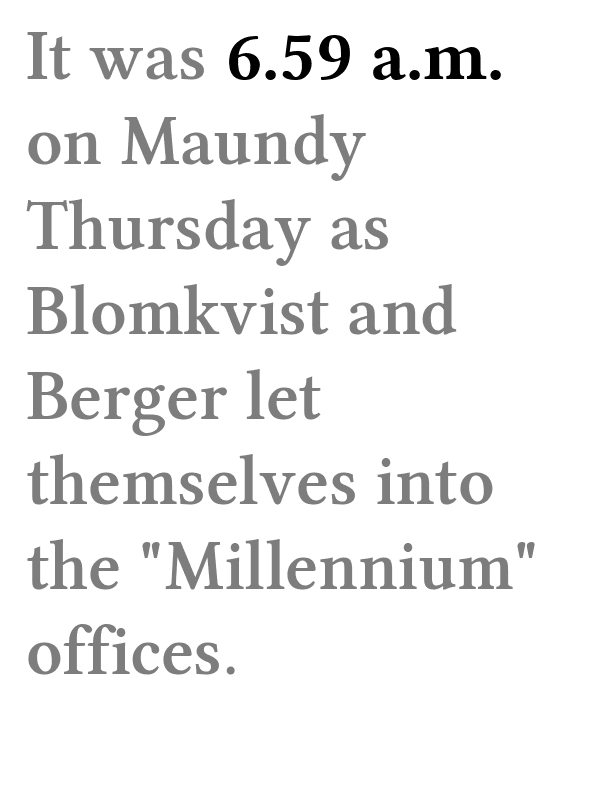 It was 6.59 a.m.
on Maundy
Thursday as
Blomkvist and
Berger let
themselves into
the "Millennium"
offices.